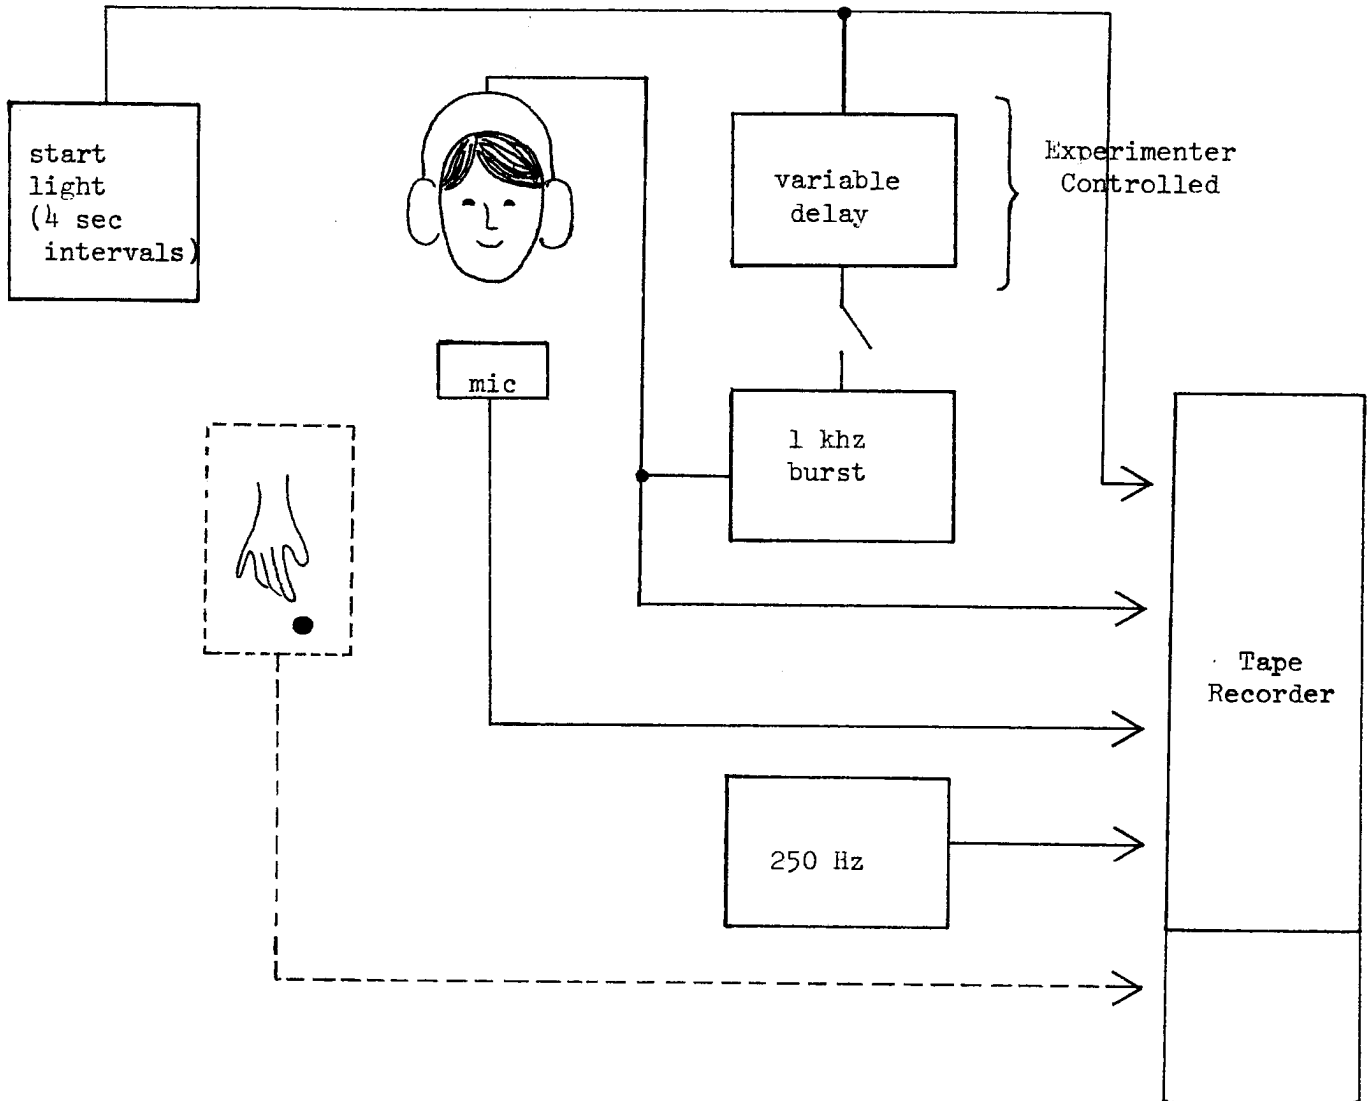 start
light
(4 sec
intervals)
variable
delay
Experimenter
Controlled
mic
1 khz
burst
Tape
Recorder
250 Hz